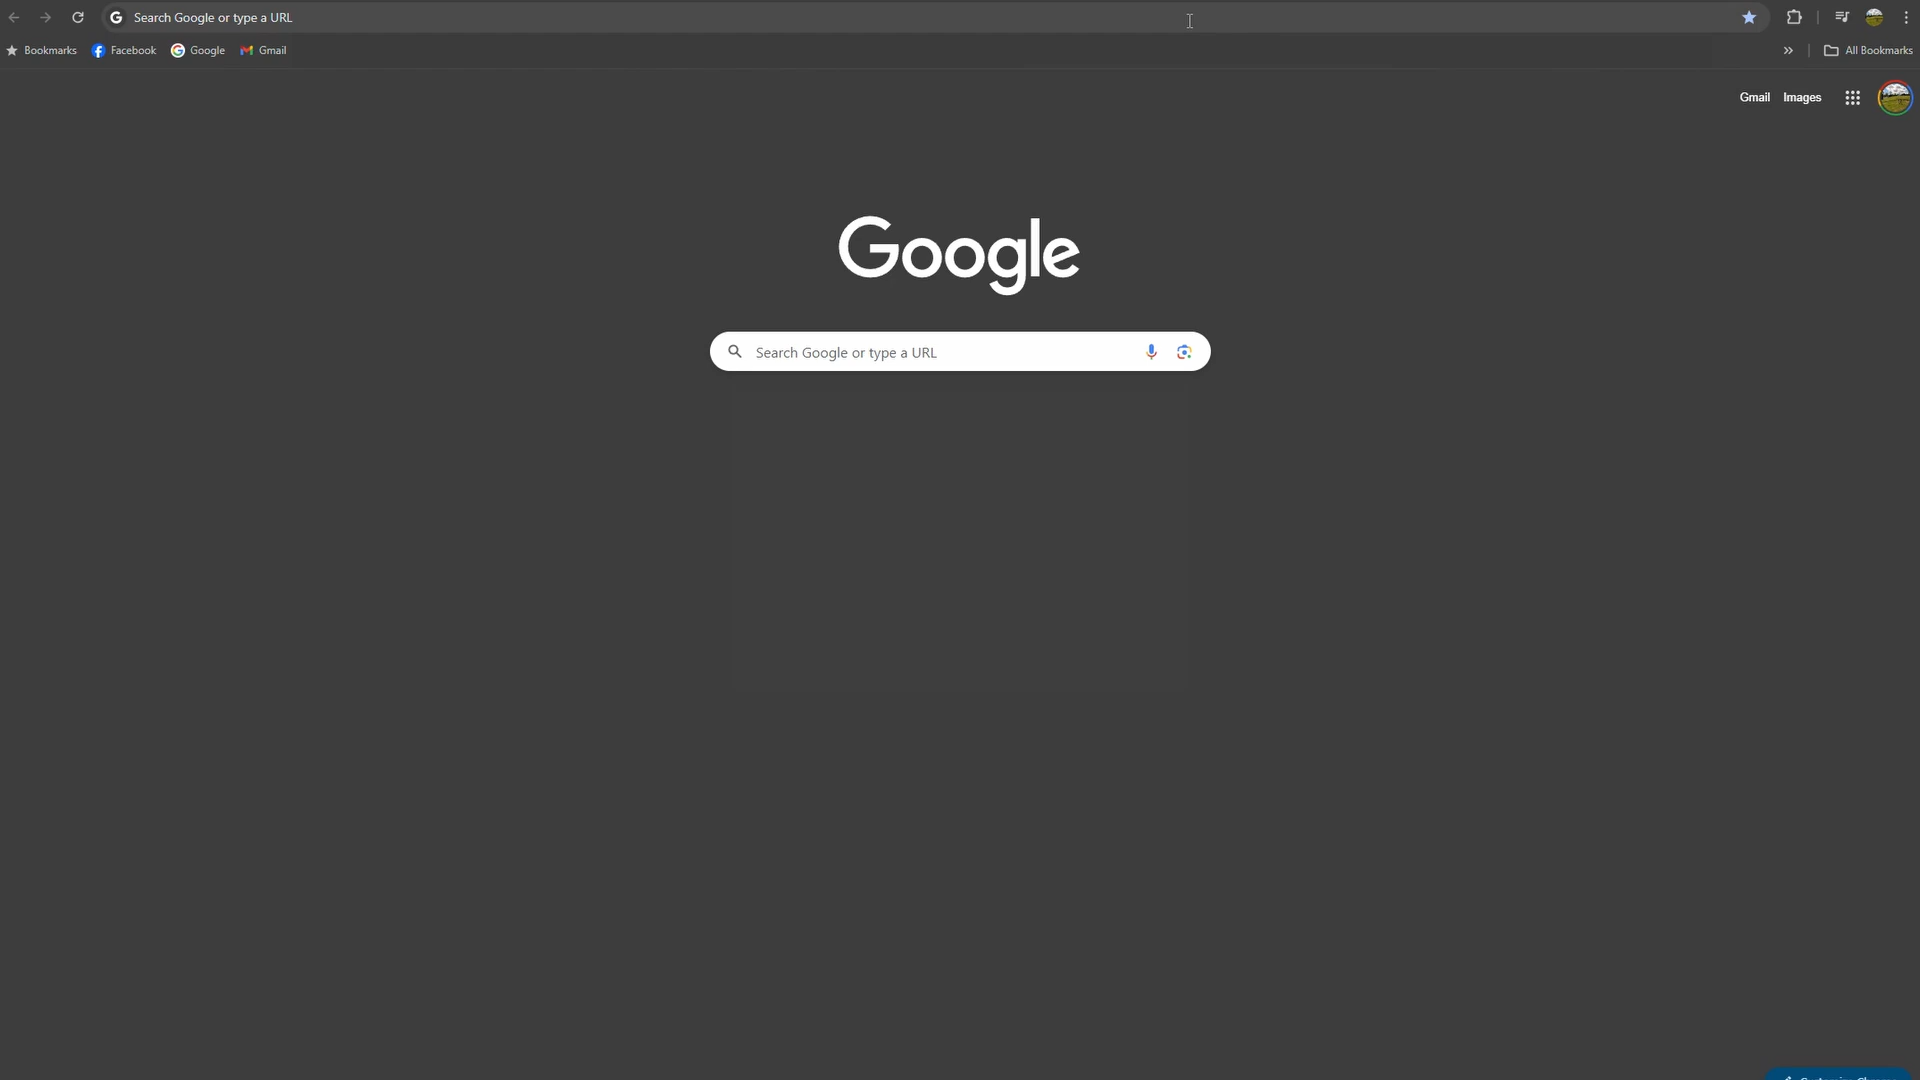 Search Google or type a URL
Bookmarks Facebook Google Gmail All Bookmarks
Gmail Images
Google
Search Google or type a URL